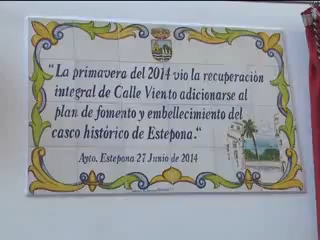 "La primavera del 2014 vio la recuperación
integral de Calle Viento adicionarse al
plan de fomento y embellecimiento del
casco histórico de Estepona."
Ayto. Estepona 27 Junio de 2014